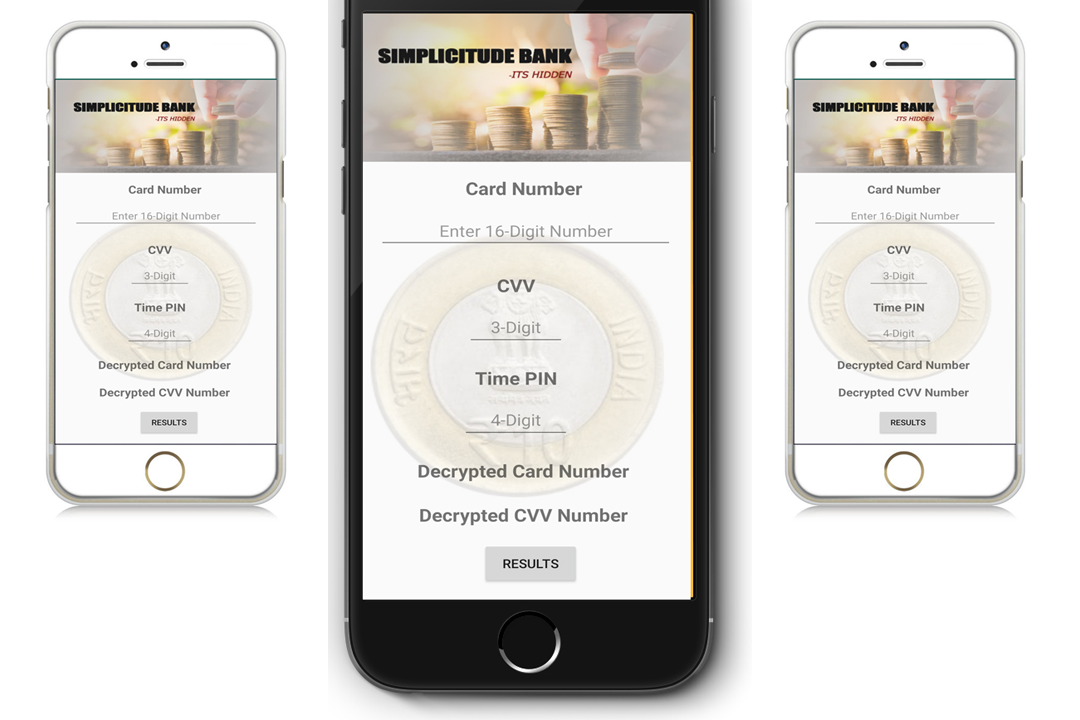 SIMPLICITUDE BANK
-ITS HIDDEN
Card Number
Enter 16-Digit Number
CVV
3-Digit
Time PIN
4-Digit
Decrypted Card Number
Decrypted CVV Number
RESULTS
SIMPLICITUDE BANK
-ITS HIDDEN
Card Number
Enter 16-Digit Number
भारत
INDIA
CVV
3-Digit
Time PIN
4-Digit
₹10
Decrypted Card Number
Decrypted CVV Number
RESULTS
SIMPLICITUDE BANK
-ITS HIDDEN
Card Number
Enter 16-Digit Number
CVV
3-Digit
Time PIN
4-Digit
Decrypted Card Number
Decrypted CVV Number
RESULTS